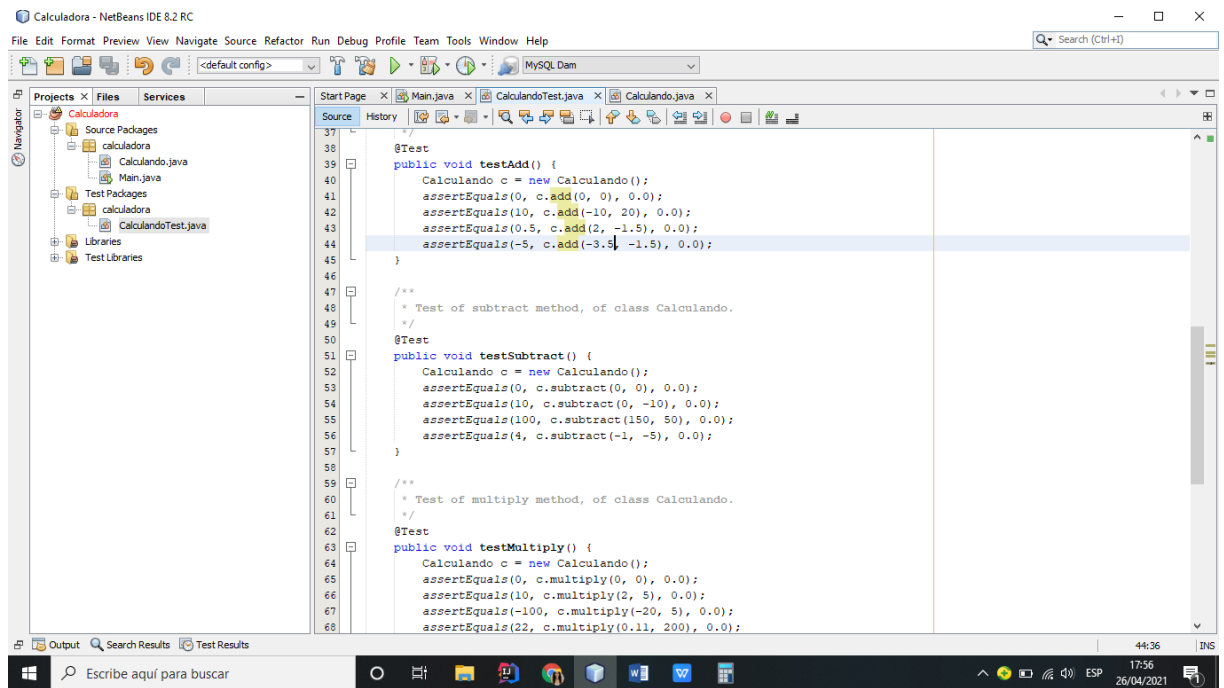 Calculadora - NetBeans IDE 8.2 RC
File Edit Format Preview View Navigate Source Refactor Run Debug Profile Team Tools Window Help
Search (Ctrl+I)
<default config>
MySQL Dam
Projects Files Services
Navigator
Calculadora
Source Packages
calculadora
Calculando.java
Main.java
Test Packages
calculadora
CalculandoTest.java
Libraries
Test Libraries
Start Page Main.java CalculandoTest.java Calculando.java
Source History
37 */
38 @Test
39 public void testAdd() {
40 Calculando c = new Calculando();
41 assertEquals(0, c.add(0, 0), 0.0);
42 assertEquals(10, c.add(-10, 20), 0.0);
43 assertEquals(0.5, c.add(2, -1.5), 0.0);
44 assertEquals(-5, c.add(-3.5, -1.5), 0.0);
45 }
46
47 /**
48 * Test of subtract method, of class Calculando.
49 */
50 @Test
51 public void testSubtract() {
52 Calculando c = new Calculando();
53 assertEquals(0, c.subtract(0, 0), 0.0);
54 assertEquals(10, c.subtract(0, -10), 0.0);
55 assertEquals(100, c.subtract(150, 50), 0.0);
56 assertEquals(4, c.subtract(-1, -5), 0.0);
57 }
58
59 /**
60 * Test of multiply method, of class Calculando.
61 */
62 @Test
63 public void testMultiply() {
64 Calculando c = new Calculando();
65 assertEquals(0, c.multiply(0, 0), 0.0);
66 assertEquals(10, c.multiply(2, 5), 0.0);
67 assertEquals(-100, c.multiply(-20, 5), 0.0);
68 assertEquals(22, c.multiply(0.11, 200), 0.0);
Output Search Results Test Results
44:36 INS
Escribe aquí para buscar
ESP
17:56
26/04/2021